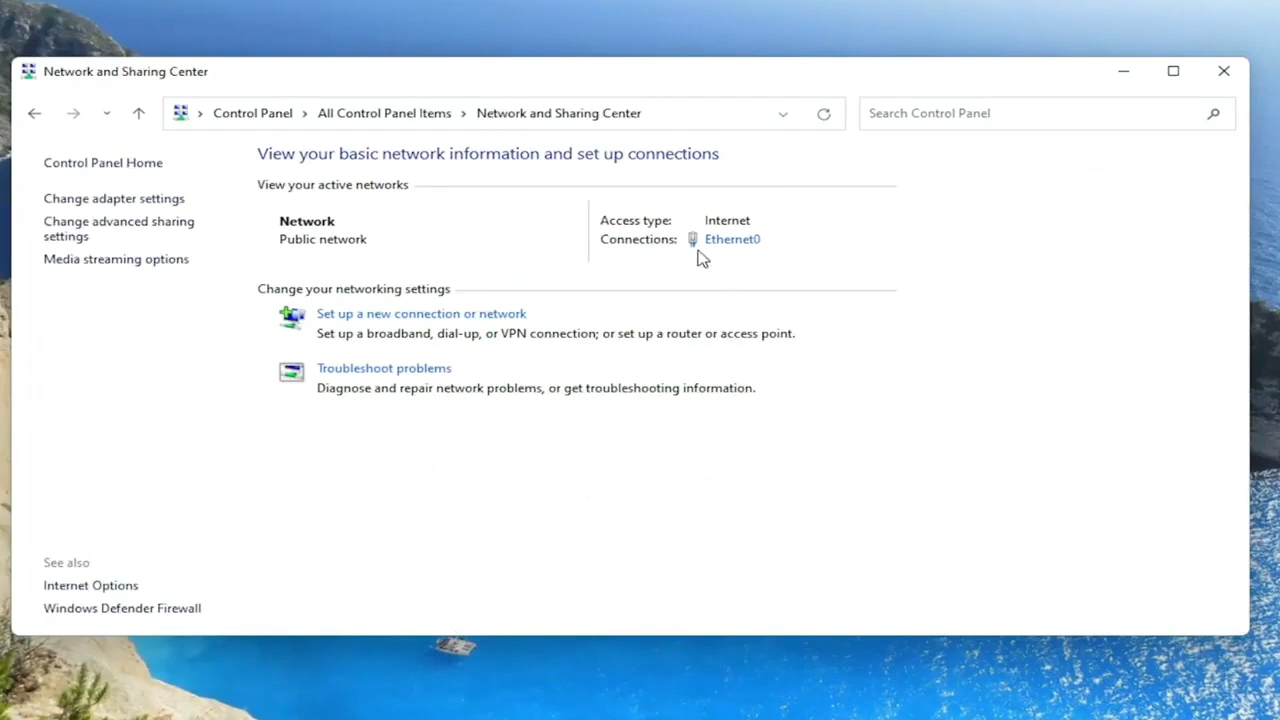 Network and Sharing Center
Control Panel All Control Panel Items Network and Sharing Center
Search Control Panel
Control Panel Home
Change adapter settings
Change advanced sharing
settings
Media streaming options
View your basic network information and set up connections
View your active networks
Network
Public network
Access type: Internet
Connections: Ethernet0
Change your networking settings
Set up a new connection or network
Set up a broadband, dial-up, or VPN connection; or set up a router or access point.
Troubleshoot problems
Diagnose and repair network problems, or get troubleshooting information.
See also
Internet Options
Windows Defender Firewall